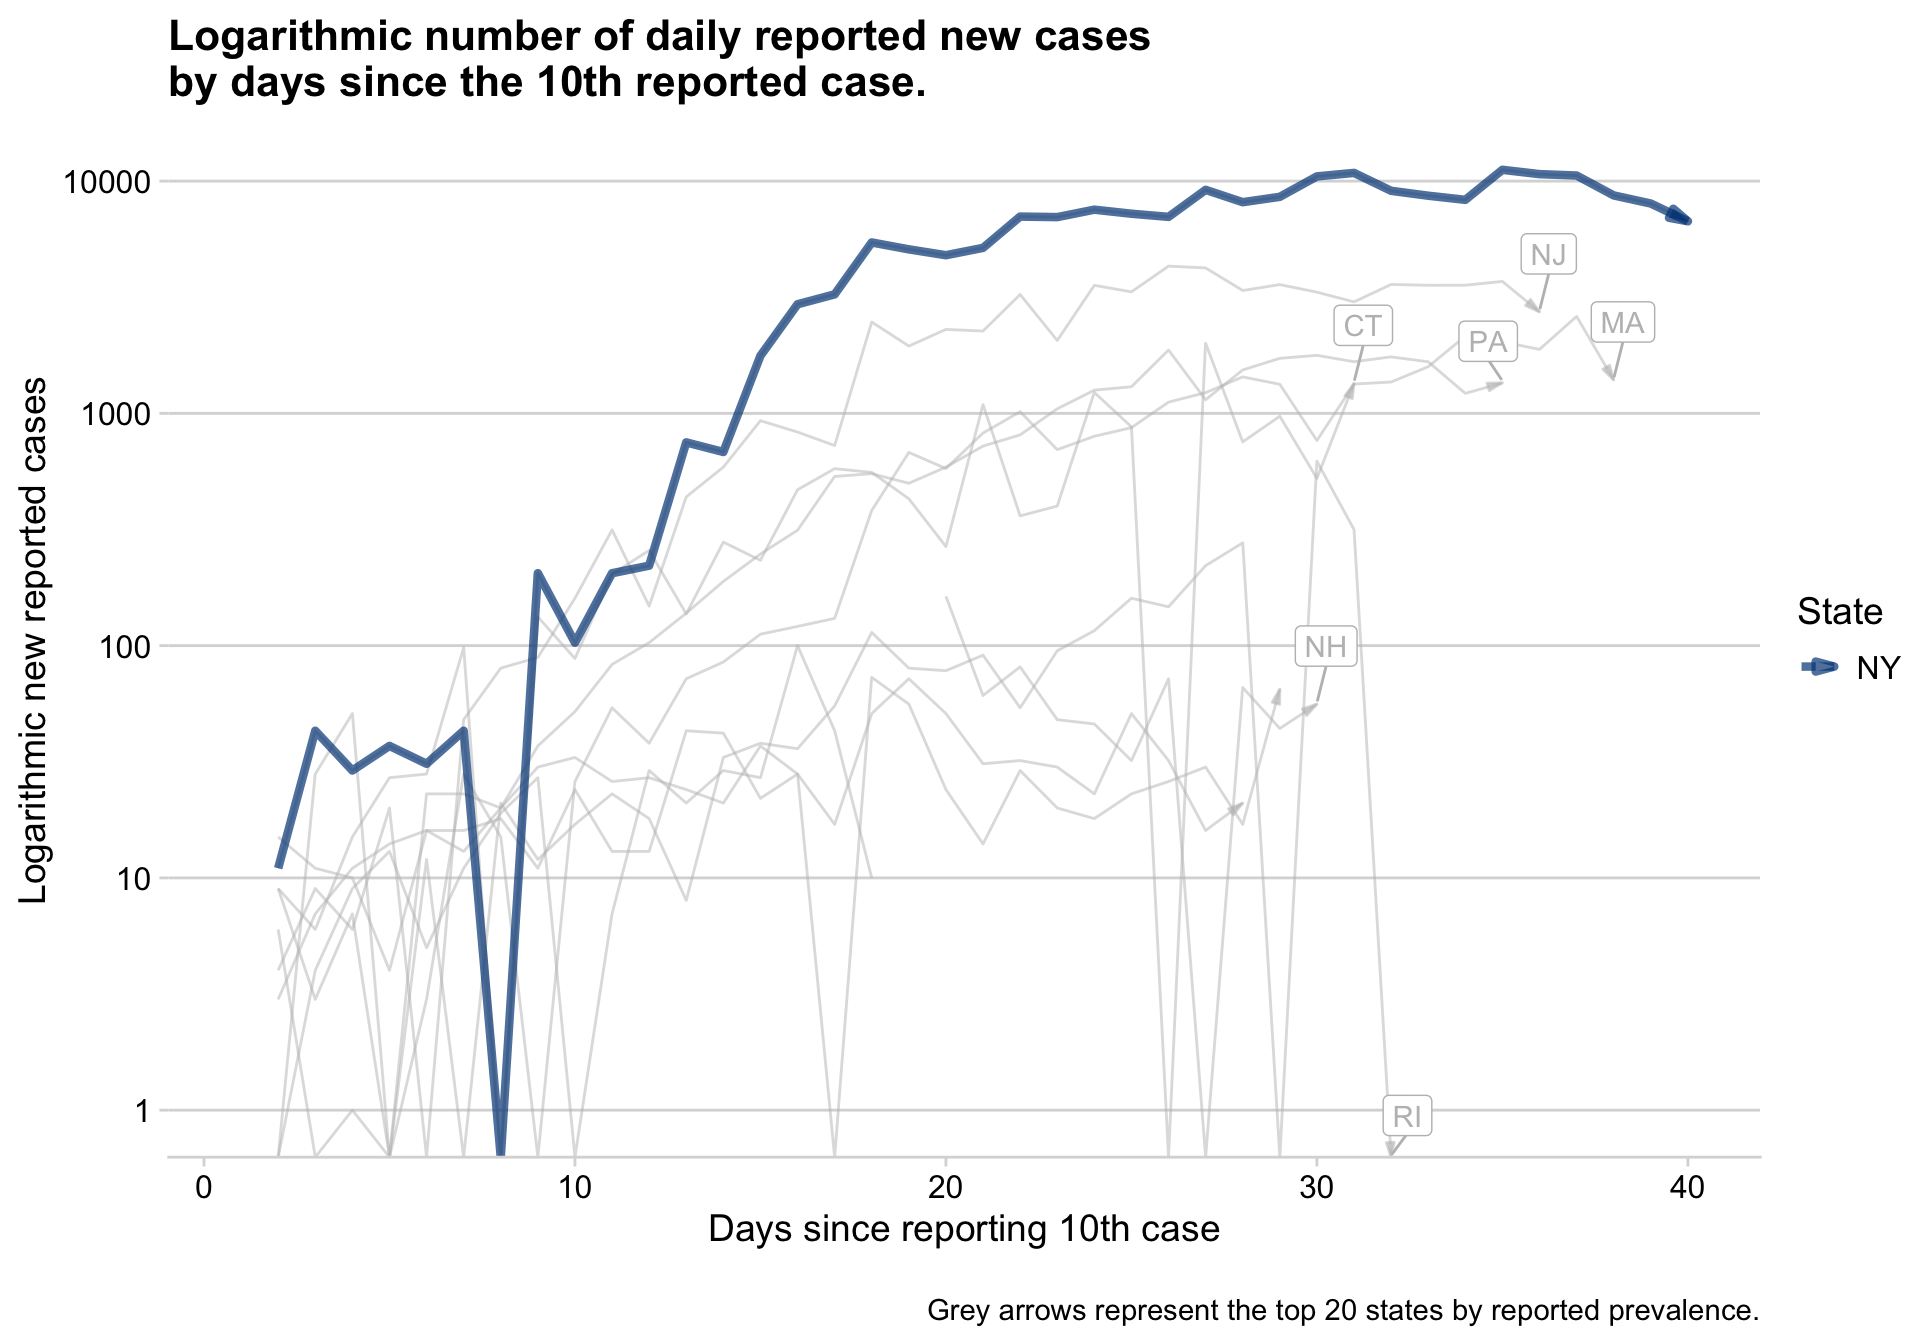 Logarithmic number of daily reported new cases
by days since the 10th reported case.
Logarithmic new reported cases
10000
1000
100
10
1
NJ
MA
CT
PA
NH
RI
State
NY
0
10
20
30
40
Days since reporting 10th case
Grey arrows represent the top 20 states by reported prevalence.